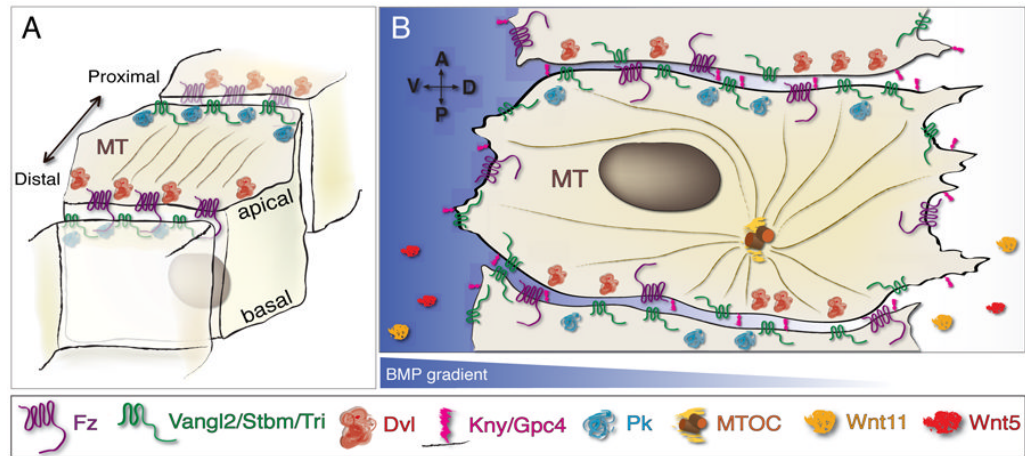 A
Proximal
Distal
MT
apical
basal
B
A
V D
P
MT
BMP gradient
Fz Vangl2/Stbm/Tri Dvl Kny/Gpc4 Pk MTOC Wnt11 Wnt5